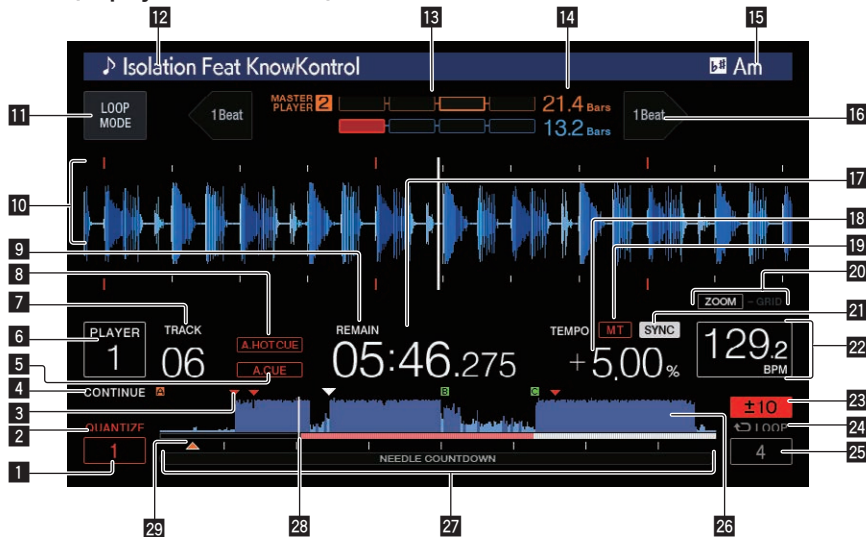 12 13 14 15
♪ Isolation Feat KnowKontrol b# Am
11 LOOP MODE 1Beat MASTER PLAYER 2 21.4 Bars 1Beat 16
13.2 Bars
10 17
18
9 19
8 20
7 ZOOM - GRID
21
6 PLAYER TRACK A.HOT CUE REMAIN TEMPO MT SYNC
1 06 A.CUE 05:46.275 +5,00% 129.2 BPM 22
5
4 CONTINUE A B C
3 ±10 23
2 QUANTIZE LOOP 24
1 1 NEEDLE COUNTDOWN 4 25
29 28 27 26